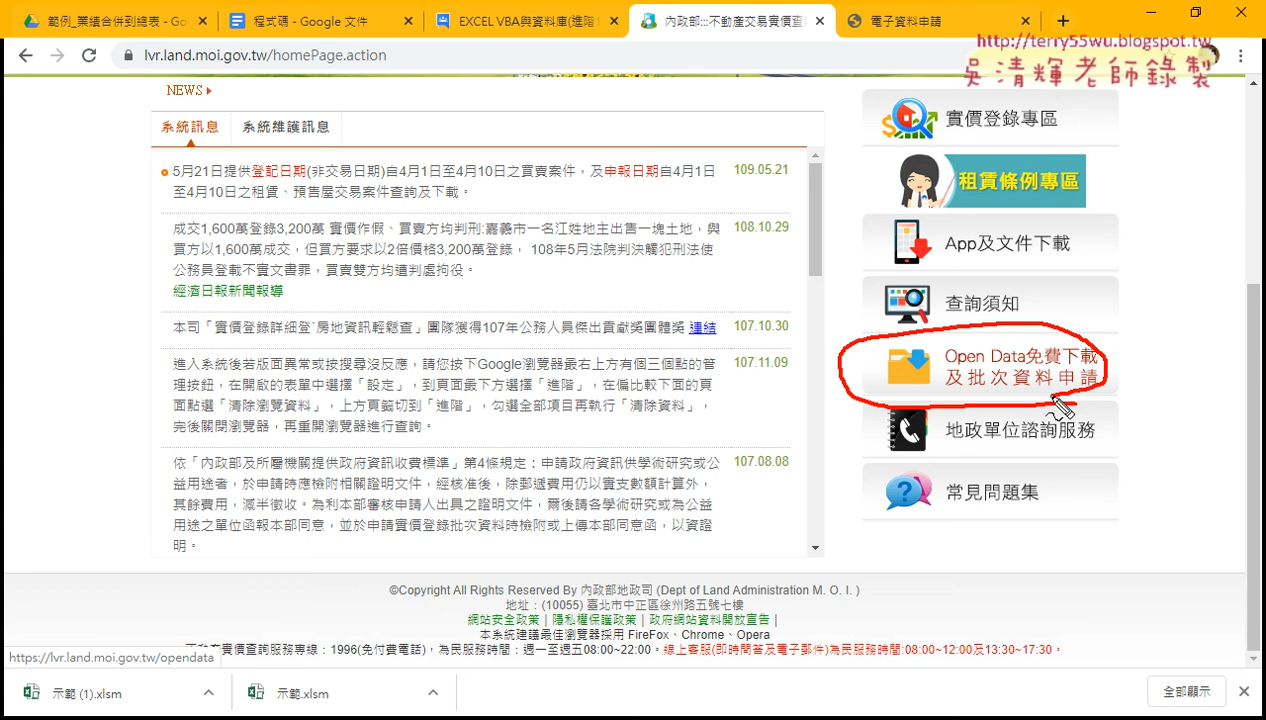 範例_業績合併到總表 - Go
程式碼 - Google 文件
EXCEL VBA與資料庫(進階
內政部:::不動產交易實價查
電子資料申請
lvr.land.moi.gov.tw/homePage.action
http://terry55wu.blogspot.tw
吳清輝老師錄製
NEWS
系統訊息
系統維護訊息
5月21日提供登記日期(非交易日期)自4月1日至4月10日之買賣案件，及申報日期自4月1日
至4月10日之租賃、預售屋交易案件查詢及下載。
109.05.21
成交1,600萬登錄3,200萬 實價作假、買賣方均判刑:嘉義市一名江姓地主出售一塊土地，與
買方以1,600萬成交，但買方要求以2倍價格3,200萬登錄， 108年5月法院判決觸犯刑法使
公務員登載不實文書罪，買賣雙方均遭判處拘役。
經濟日報新聞報導
108.10.29
本司「實價登錄詳細登˙房地資訊輕鬆查」團隊獲得107年公務人員傑出貢獻獎團體獎 連結
107.10.30
進入系統後若版面異常或按搜尋沒反應，請您按下Google瀏覽器最右上方有個三個點的管
理按鈕，在開啟的表單中選擇「設定」，到頁面最下方選擇「進階」，在偏比較下面的頁
面點選「清除瀏覽資料」，上方頁籤切到「進階」，勾選全部項目再執行「清除資料」，
完後關閉瀏覽器，再重開瀏覽器進行查詢。
107.11.09
依「內政部及所屬機關提供政府資訊收費標準」第4條規定：申請政府資訊供學術研究或公
益用途者，於申請時應檢附相關證明文件，經核准後，除郵遞費用仍以實支數額計算外，
其餘費用，減半徵收。為利本部審核申請人出具之證明文件，爾後請各學術研究或為公益
用途之單位函報本部同意，並於申請實價登錄批次資料時檢附或上傳本部同意函，以資證
明。
107.08.08
實價登錄專區
租賃條例專區
App及文件下載
查詢須知
Open Data免費下載
及批次資料申請
地政單位諮詢服務
常見問題集
©Copyright All Rights Reserved By 內政部地政司 (Dept of Land Administration M. O. I. )
地址：(10055) 臺北市中正區徐州路五號七樓
網站安全政策 | 隱私權保護政策 | 政府網站資料開放宣告 |
本系統建議最佳瀏覽器採用 FireFox、Chrome、Opera
查詢服務專線：1996(免付費電話)，為民服務時間：週一至週五08:00~22:00。線上客服(即時問答及電子郵件)為民服務時間:08:00~12:00及13:30~17:30。
https://lvr.land.moi.gov.tw/opendata
示範 (1).xlsm
示範.xlsm
全部顯示